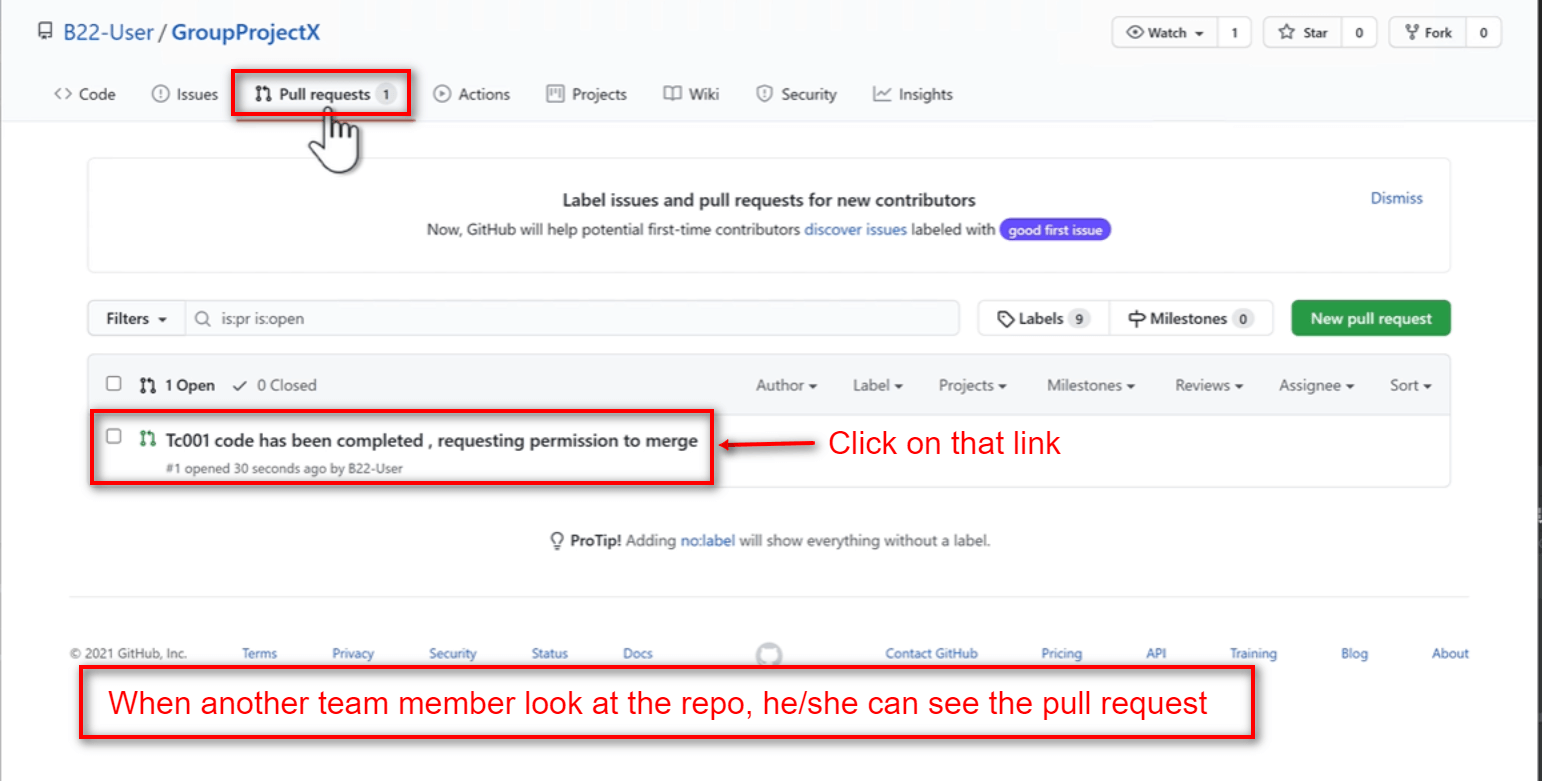 B22-User / GroupProjectX
Watch 1 Star 0 Fork 0
Code Issues Pull requests 1 Actions Projects Wiki Security Insights
Label issues and pull requests for new contributors
Dismiss
Now, GitHub will help potential first-time contributors discover issues labeled with good first issue
Filters is:pr is:open Labels 9 Milestones 0 New pull request
1 Open 0 Closed Author Label Projects Milestones Reviews Assignee Sort
Tc001 code has been completed , requesting permission to merge
Click on that link
#1 opened 30 seconds ago by B22-User
ProTip! Adding no:label will show everything without a label.
© 2021 GitHub, Inc. Terms Privacy Security Status Docs Contact GitHub Pricing API Training Blog About
When another team member look at the repo, he/she can see the pull request